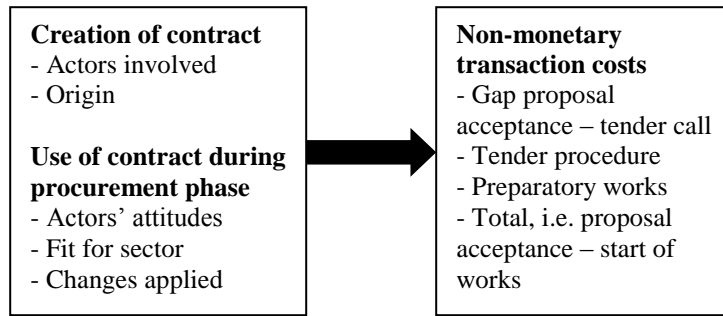 Creation of contract
- Actors involved
- Origin
Use of contract during
procurement phase
- Actors' attitudes
- Fit for sector
- Changes applied
Non-monetary
transaction costs
- Gap proposal
acceptance – tender call
- Tender procedure
- Preparatory works
- Total, i.e. proposal
acceptance – start of
works